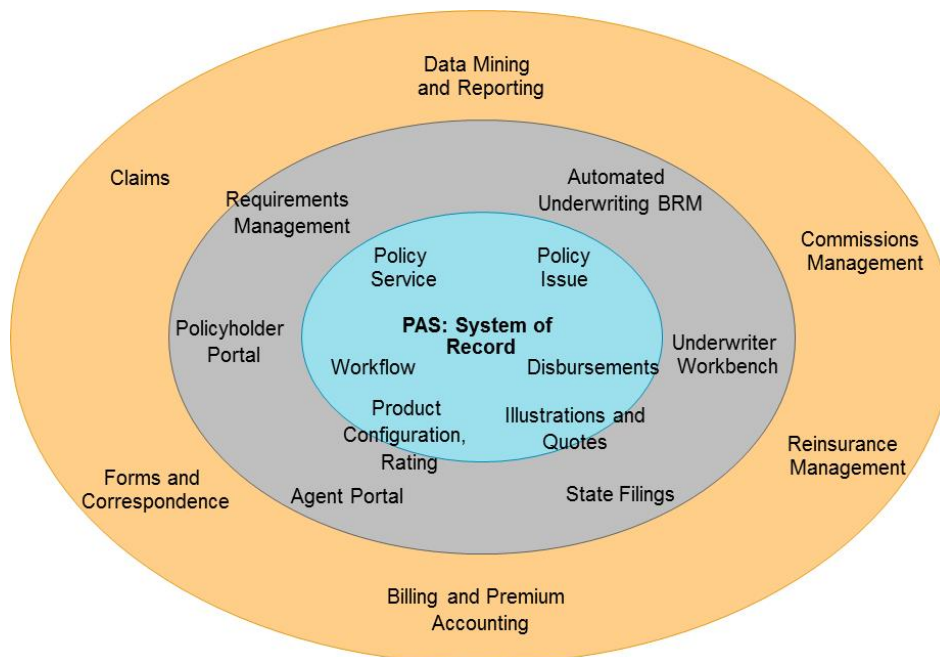 Data Mining
and Reporting
Claims
Automated
Underwriting BRM
Requirements
Management
Commissions
Management
Policy
Service
Policy
Issue
PAS: System of
Record
Policyholder
Portal
Underwriter
Workbench
Workflow
Disbursements
Product
Configuration,
Rating
Illustrations and
Quotes
Reinsurance
Management
Forms and
Correspondence
Agent Portal
State Filings
Billing and Premium
Accounting